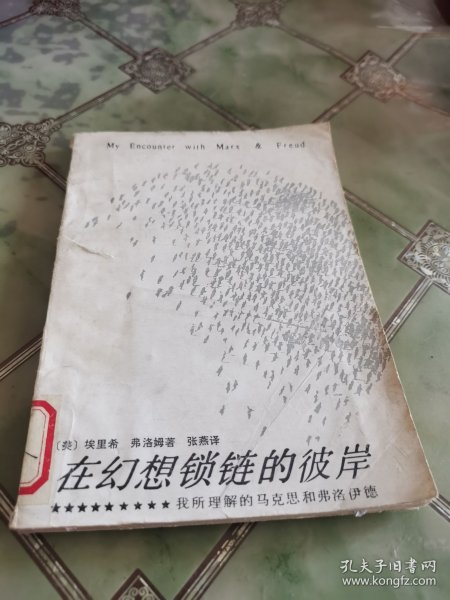 My Encounter with Marx & Freud
〔美〕埃里希 弗洛姆著 张燕译
在幻想锁链的彼岸
★★★★★★★★★我所理解的马克思和弗洛伊德
孔夫子旧书网
www.kongfz.com